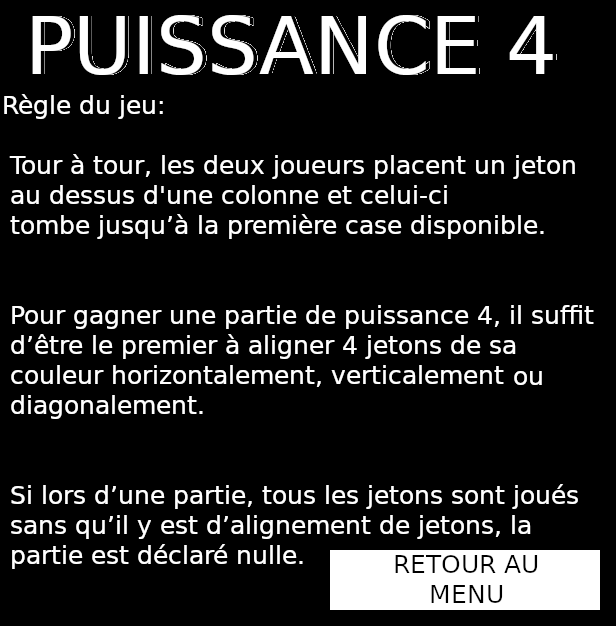 PUISSANCE 4
Règle du jeu:
Tour à tour, les deux joueurs placent un jeton
au dessus d'une colonne et celui-ci
tombe jusqu’à la première case disponible.
Pour gagner une partie de puissance 4, il suffit
d’être le premier à aligner 4 jetons de sa
couleur horizontalement, verticalement ou
diagonalement.
Si lors d’une partie, tous les jetons sont joués
sans qu’il y est d’alignement de jetons, la
partie est déclaré nulle.
RETOUR AU
MENU